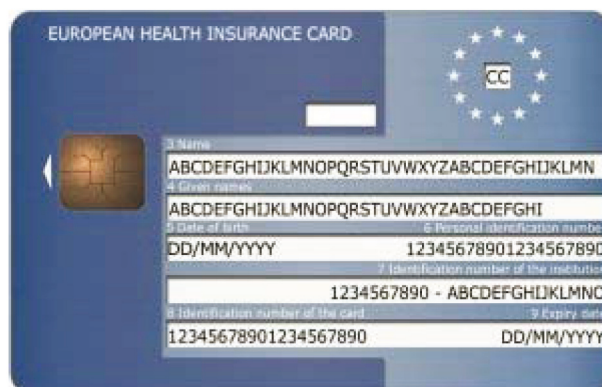 EUROPEAN HEALTH INSURANCE CARD
CC
3 Name
ABCDEFGHIJKLMNOPQRSTUVWXYZABCDEFGHIJKLMN
4 Given names
ABCDEFGHIJKLMNOPQRSTUVWXYZABCDEFGHI
5 Date of birth 6 Personal identification number
DD/MM/YYYY 12345678901234567890
7 Identification number of the institution
1234567890 - ABCDEFGHIJKLMNO
8 Identification number of the card 9 Expiry date
12345678901234567890 DD/MM/YYYY